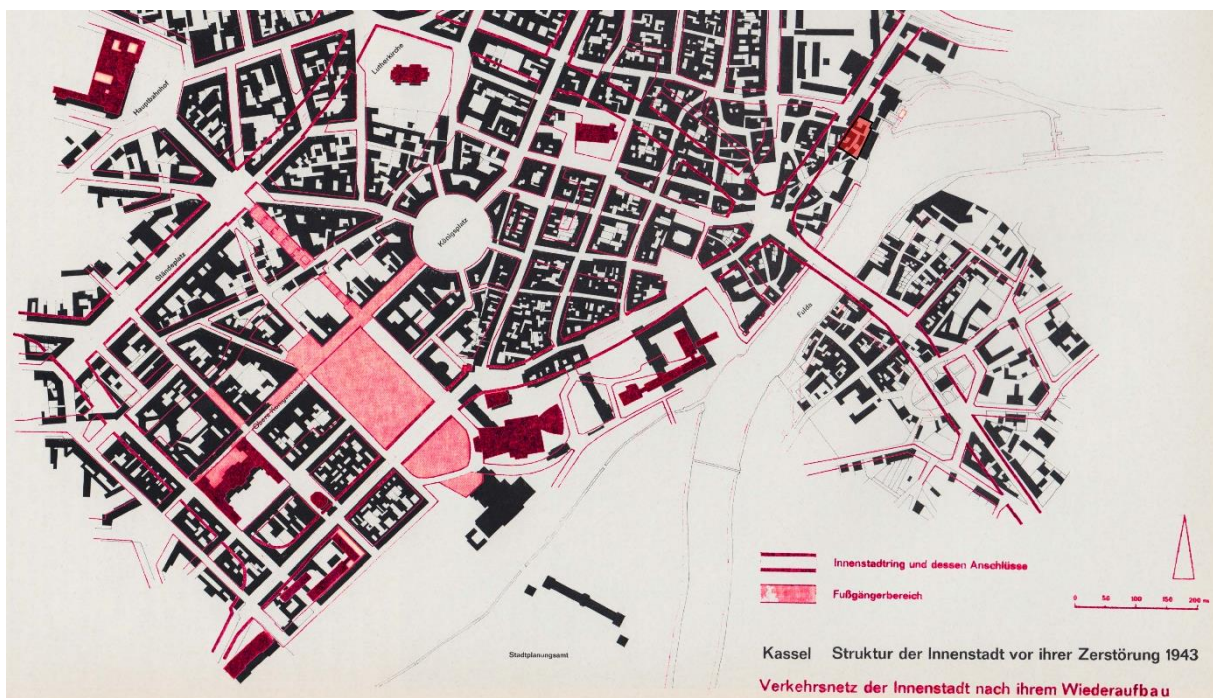 Hauptbahnhof
Lutherkirche
Königsplatz
Ständeplatz
Fulda
Innenstadtring und dessen Anschlüsse
Fußgängerbereich
0 50 100 150 200 m
Stadtplanungsamt
Kassel Struktur der Innenstadt vor ihrer Zerstörung 1943
Verkehrsnetz der Innenstadt nach ihrem Wiederaufbau